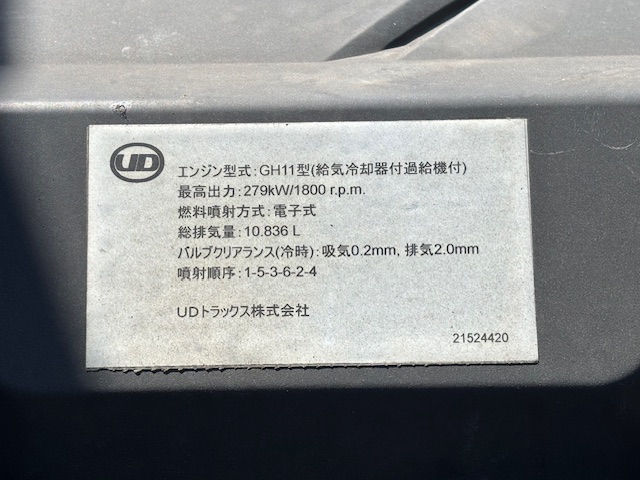 UD
エンジン型式:GH11型(給気冷却器付過給機付)
最高出力:279kW/1800 r.p.m.
燃料噴射方式:電子式
総排気量:10.836 L
バルブクリアランス(冷時):吸気0.2mm, 排気2.0mm
噴射順序:1-5-3-6-2-4
UDトラックス株式会社
21524420